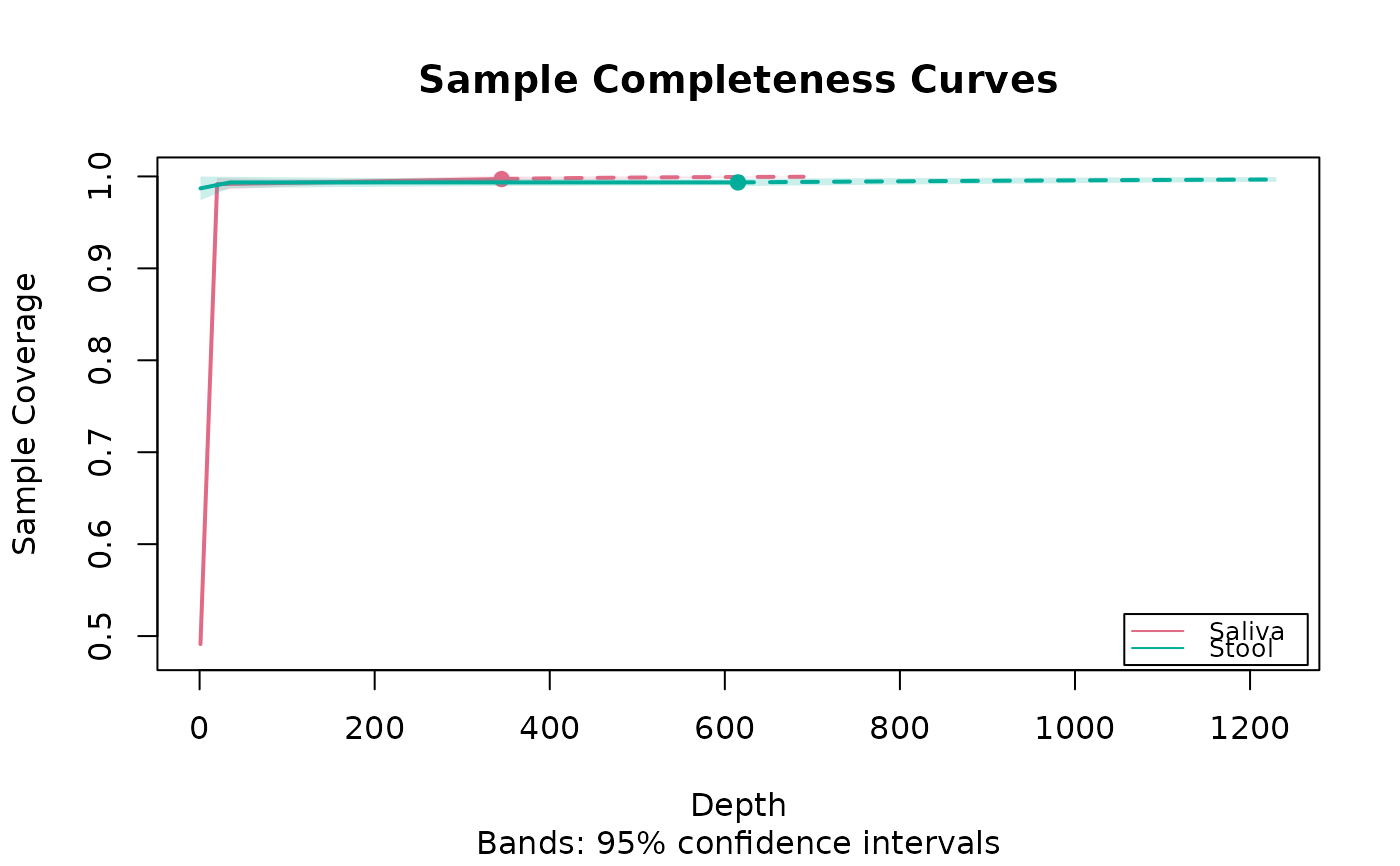 Sample Completeness Curves
Sample Coverage
1.0
0.9
0.8
0.7
0.6
0.5
Saliva
Stool
0 200 400 600 800 1000 1200
Depth
Bands: 95% confidence intervals